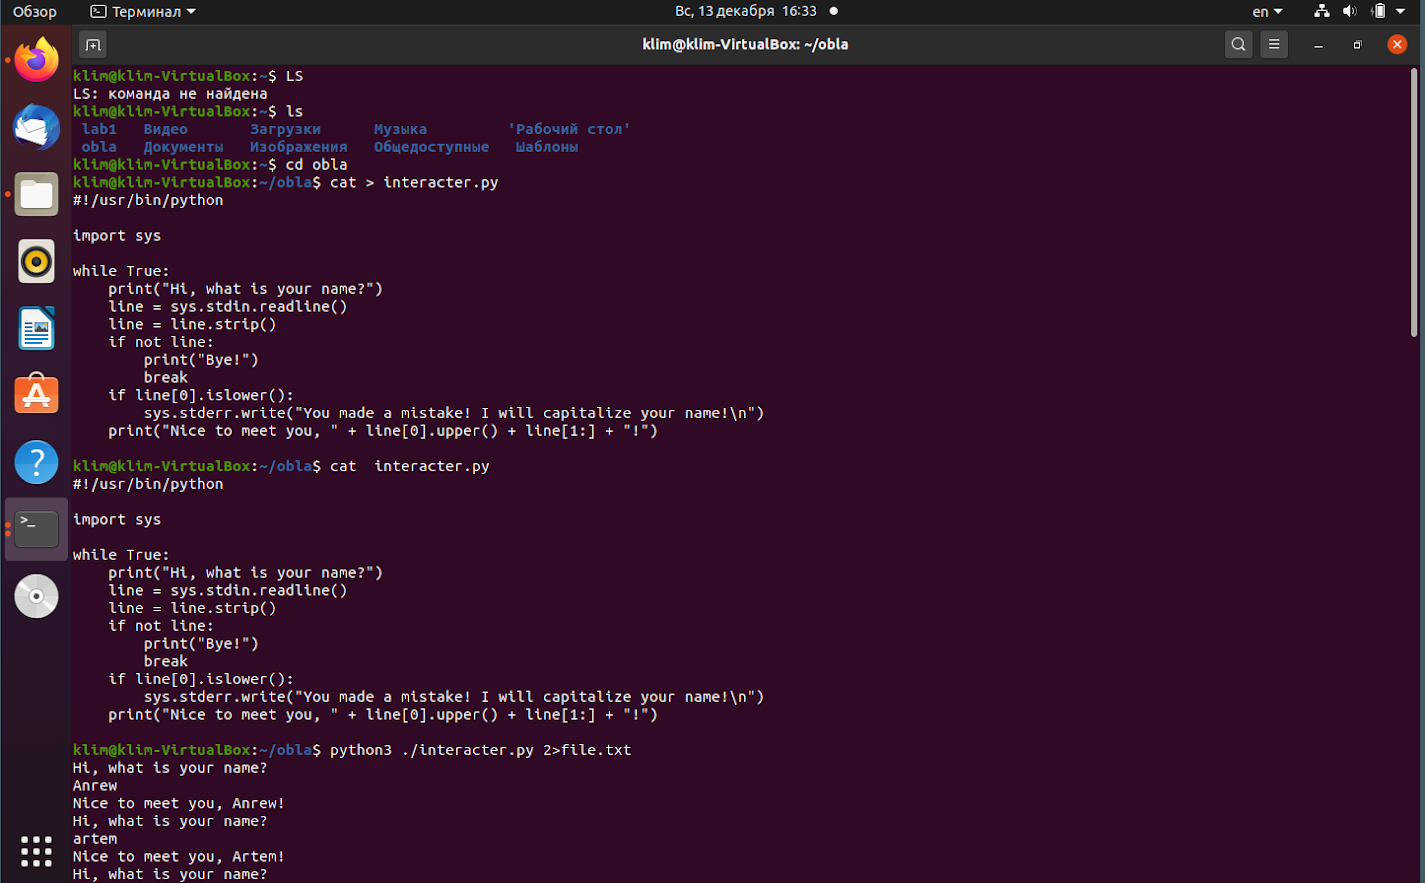 Обзор
Терминал
Вс, 13 декабря 16:33
en
klim@klim-VirtualBox: ~/obla
klim@klim-VirtualBox:~$ LS
LS: команда не найдена
klim@klim-VirtualBox:~$ ls
lab1 Видео Загрузки Музыка 'Рабочий стол'
obla Документы Изображения Общедоступные Шаблоны
klim@klim-VirtualBox:~$ cd obla
klim@klim-VirtualBox:~/obla$ cat > interacter.py
#!/usr/bin/python

import sys

while True:
    print("Hi, what is your name?")
    line = sys.stdin.readline()
    line = line.strip()
    if not line:
        print("Bye!")
        break
    if line[0].islower():
        sys.stderr.write("You made a mistake! I will capitalize your name!\n")
    print("Nice to meet you, " + line[0].upper() + line[1:] + "!")

klim@klim-VirtualBox:~/obla$ cat  interacter.py
#!/usr/bin/python

import sys

while True:
    print("Hi, what is your name?")
    line = sys.stdin.readline()
    line = line.strip()
    if not line:
        print("Bye!")
        break
    if line[0].islower():
        sys.stderr.write("You made a mistake! I will capitalize your name!\n")
    print("Nice to meet you, " + line[0].upper() + line[1:] + "!")

klim@klim-VirtualBox:~/obla$ python3 ./interacter.py 2>file.txt
Hi, what is your name?
Anrew
Nice to meet you, Anrew!
Hi, what is your name?
artem
Nice to meet you, Artem!
Hi, what is your name?